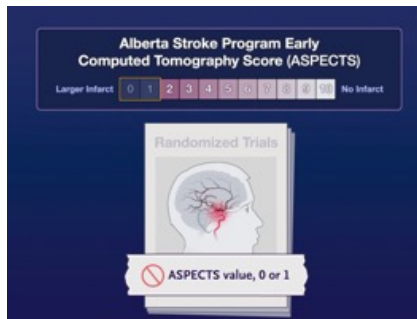 Alberta Stroke Program Early
Computed Tomography Score (ASPECTS)
Larger Infarct 0 1 2 3 4 5 6 7 8 9 10 No Infarct
Randomized Trials
ASPECTS value, 0 or 1